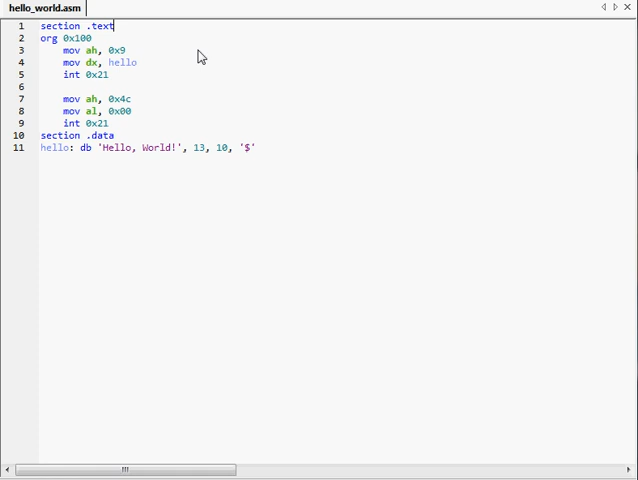 hello_world.asm
1 section .text
2 org 0x100
3 mov ah, 0x9
4 mov dx, hello
5 int 0x21
6
7 mov ah, 0x4c
8 mov al, 0x00
9 int 0x21
10 section .data
11 hello: db 'Hello, World!', 13, 10, '$'